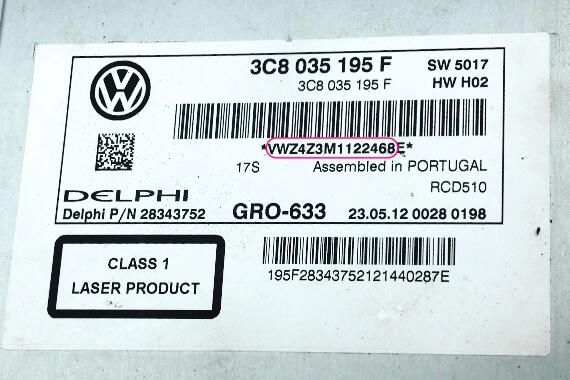 3C8 035 195 F SW 5017
3C8 035 195 F HW H02
*VWZ4Z3M1122468E*
17S Assembled in PORTUGAL
RCD510
DELPHI
Delphi P/N 28343752 GRO-633 23.05.12 0028 0198
CLASS 1
LASER PRODUCT
195F28343752121440287E